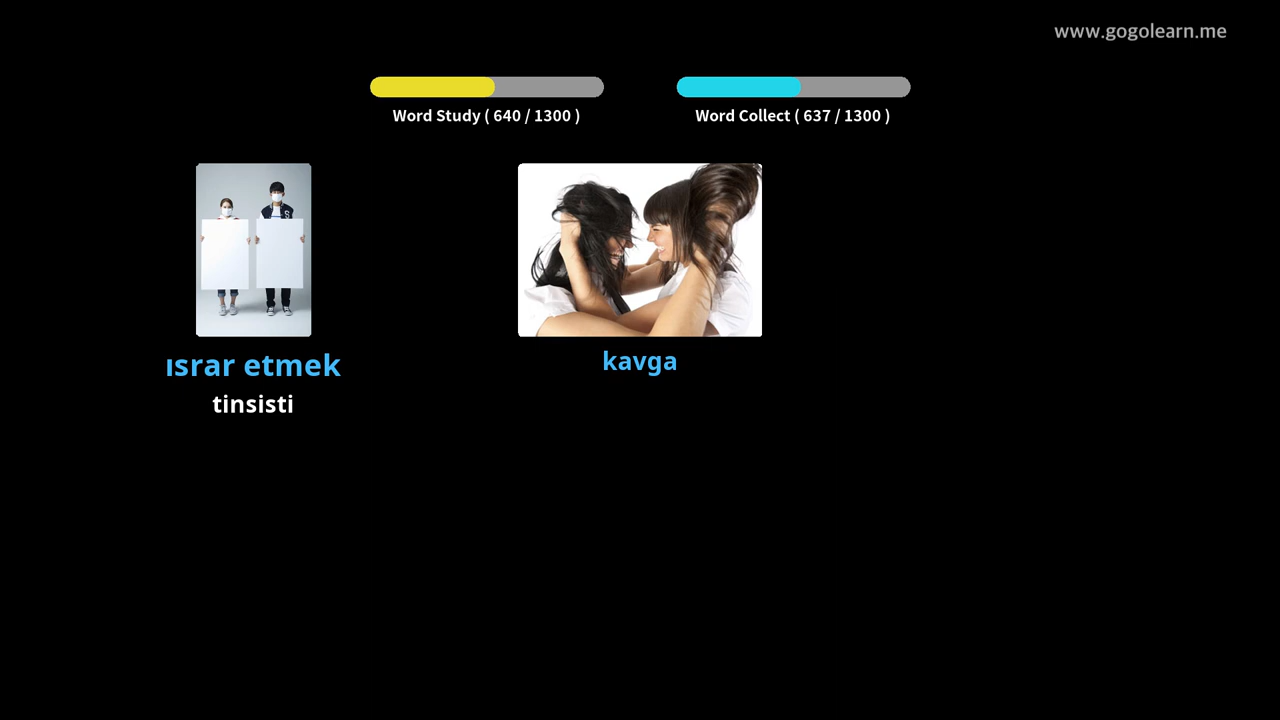 www.gogolearn.me
Word Study ( 640 / 1300 )
Word Collect ( 637 / 1300 )
ısrar etmek
tinsisti
kavga